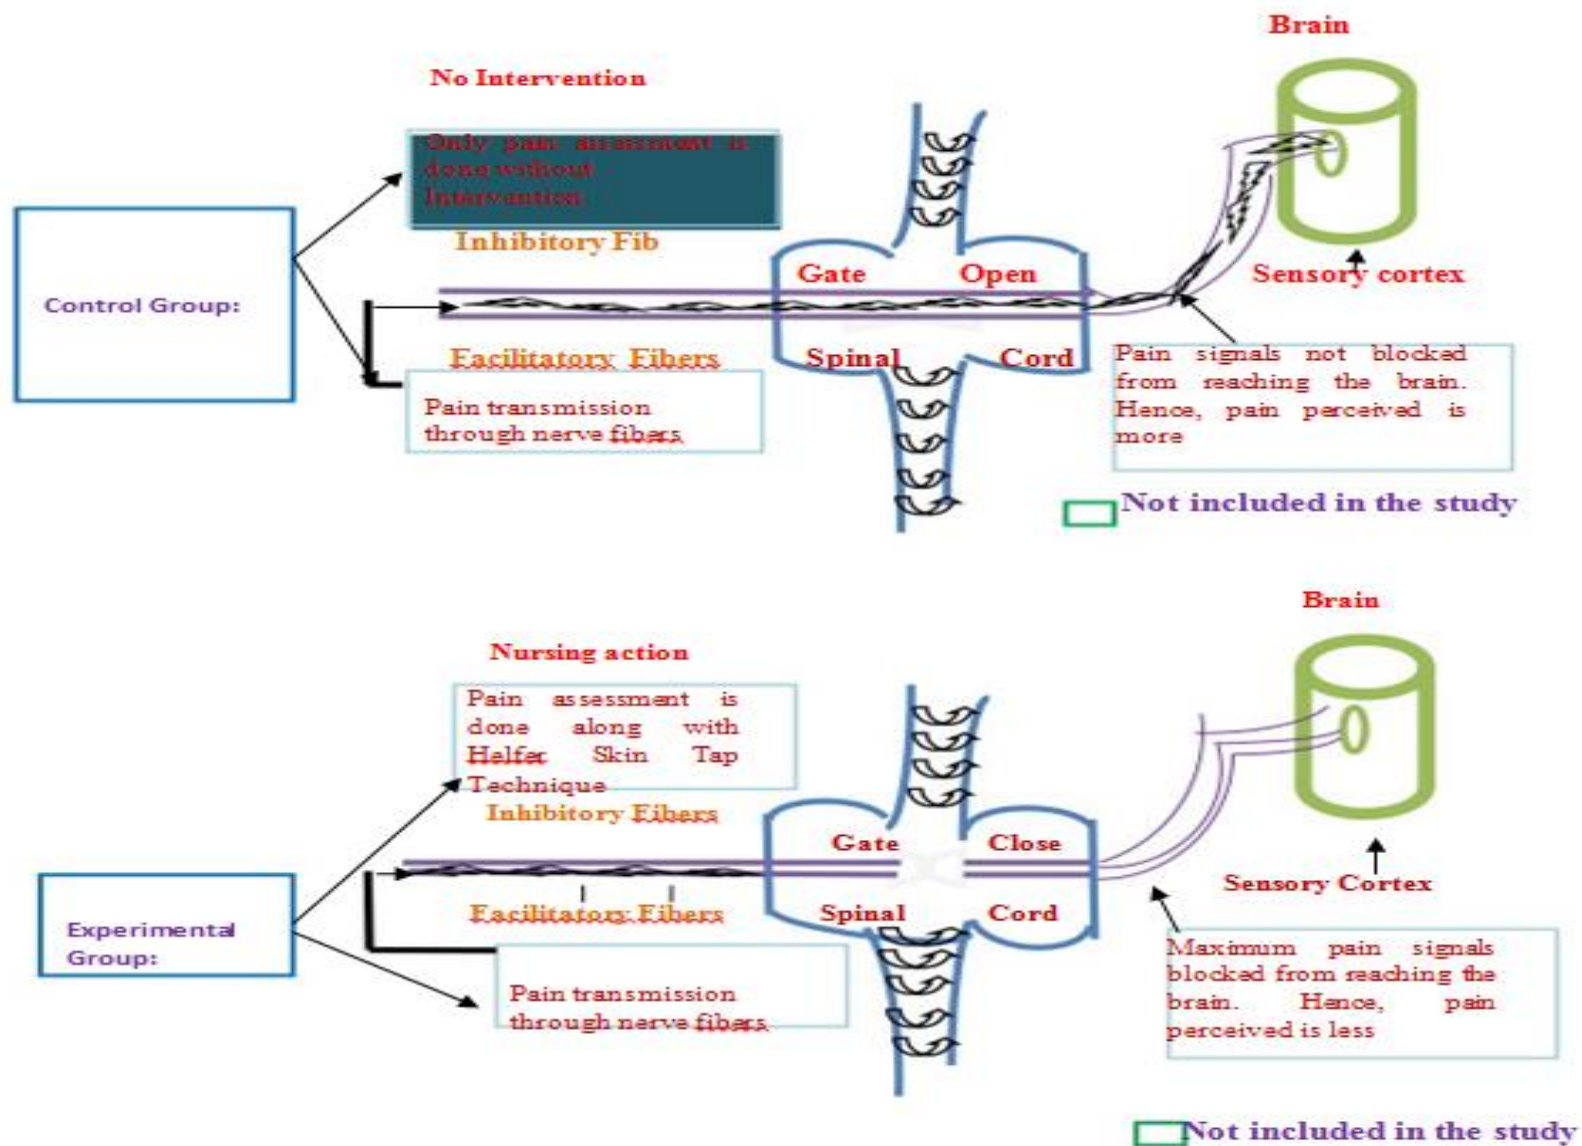 Brain
No Intervention
Only pain assessment is
done without
Intervention
Inhibitory Fib
Gate Open
Sensory cortex
Control Group:
Facilitatory Fibers
Spinal Cord
Pain signals not blocked
from reaching the brain.
Hence, pain perceived is
more
Pain transmission
through nerve fibers
Not included in the study
Brain
Nursing action
Pain assessment is
done along with
Helfer Skin Tap
Technique
Inhibitory Fibers
Gate Close
Sensory Cortex
Facilitatory Fibers
Spinal Cord
Experimental
Group:
Maximum pain signals
blocked from reaching the
brain. Hence, pain
perceived is less
Pain transmission
through nerve fibers
Not included in the study